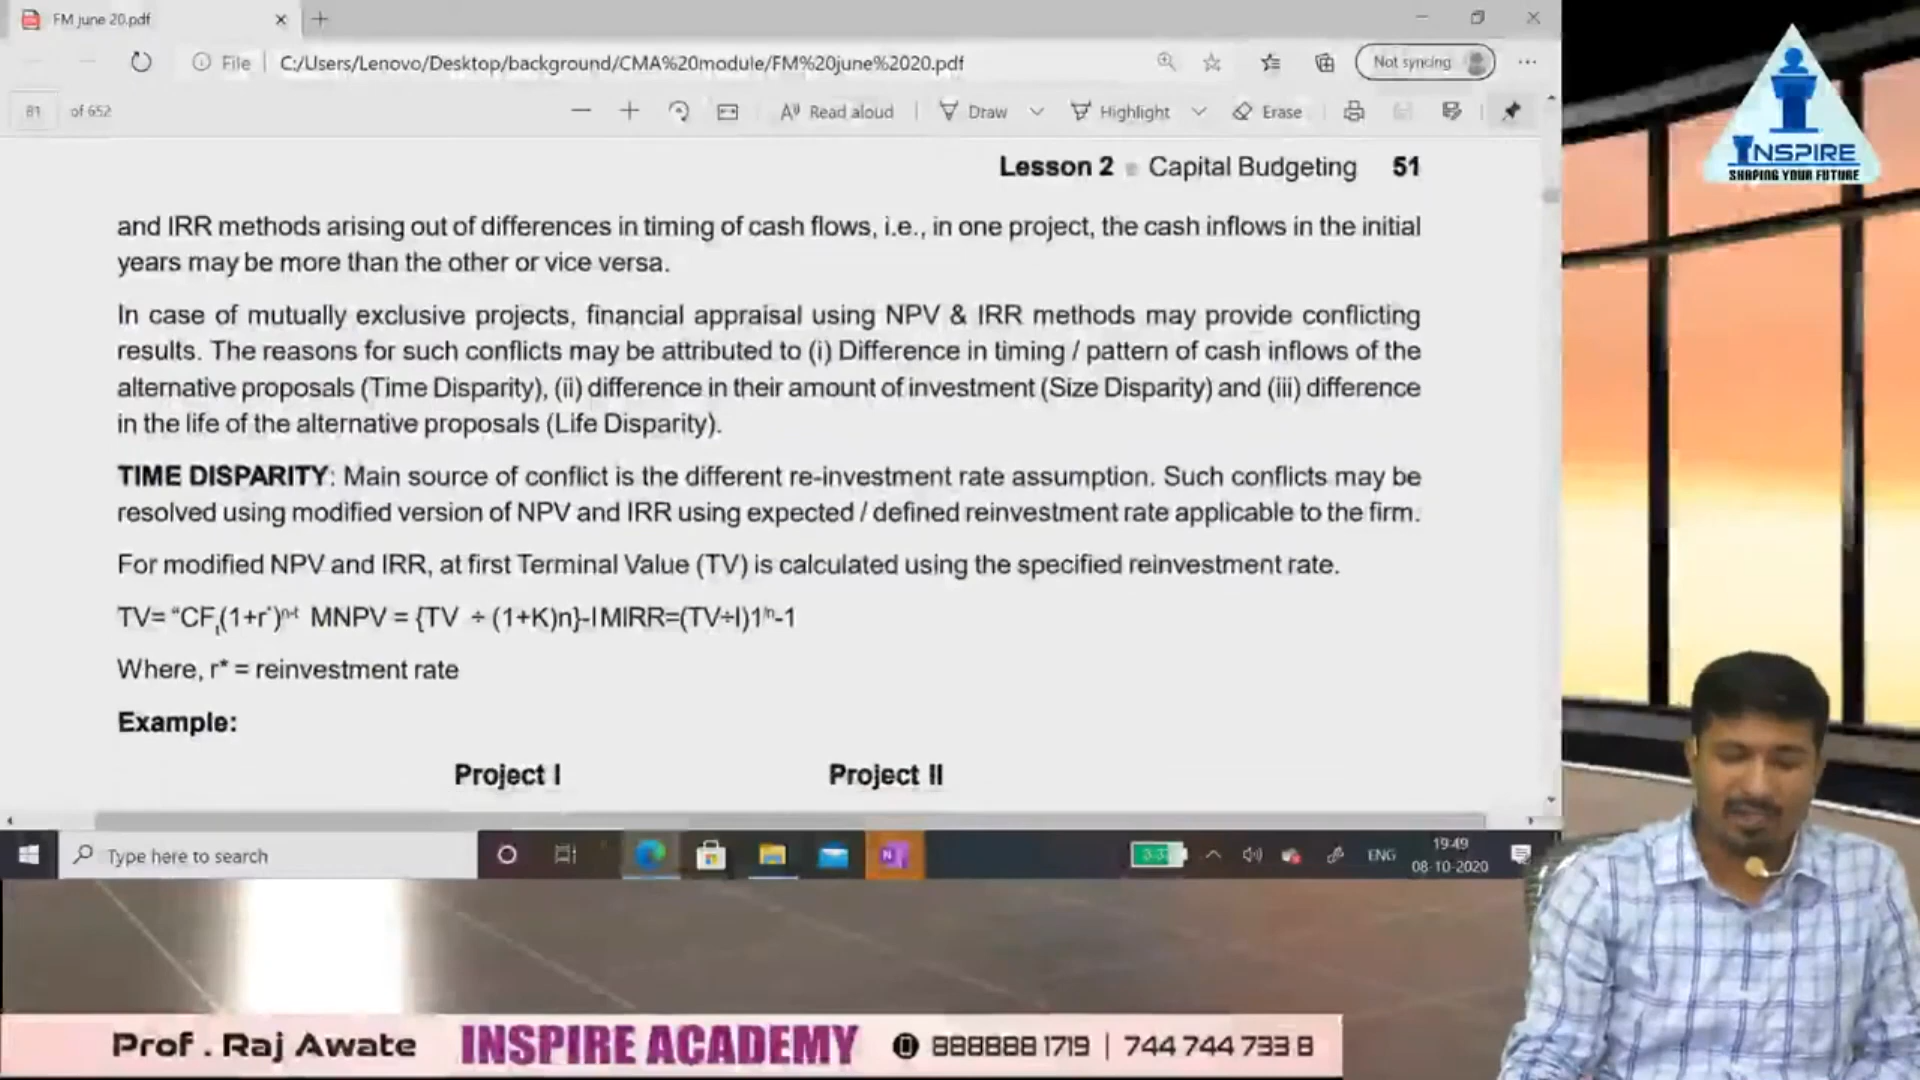 FM june 20.pdf
File C:/Users/Lenovo/Desktop/background/CMA%20module/FM%20june%2020.pdf Not syncing
81 of 652 Read aloud Draw Highlight Erase
Lesson 2 Capital Budgeting 51
and IRR methods arising out of differences in timing of cash flows, i.e., in one project, the cash inflows in the initial
years may be more than the other or vice versa.
In case of mutually exclusive projects, financial appraisal using NPV & IRR methods may provide conflicting
results. The reasons for such conflicts may be attributed to (i) Difference in timing / pattern of cash inflows of the
alternative proposals (Time Disparity), (ii) difference in their amount of investment (Size Disparity) and (iii) difference
in the life of the alternative proposals (Life Disparity).
TIME DISPARITY: Main source of conflict is the different re-investment rate assumption. Such conflicts may be
resolved using modified version of NPV and IRR using expected / defined reinvestment rate applicable to the firm.
For modified NPV and IRR, at first Terminal Value (TV) is calculated using the specified reinvestment rate.
TV= “CFt(1+r*)n-t MNPV = {TV ÷ (1+K)n}-I MIRR=(TV÷I)1/n-1
Where, r* = reinvestment rate
Example:
Project I Project II
Type here to search
ENG
19:49
08-10-2020
INSPIRE
SHAPING YOUR FUTURE
Prof . Raj Awate INSPIRE ACADEMY 888888 1719 | 744 744 733 8